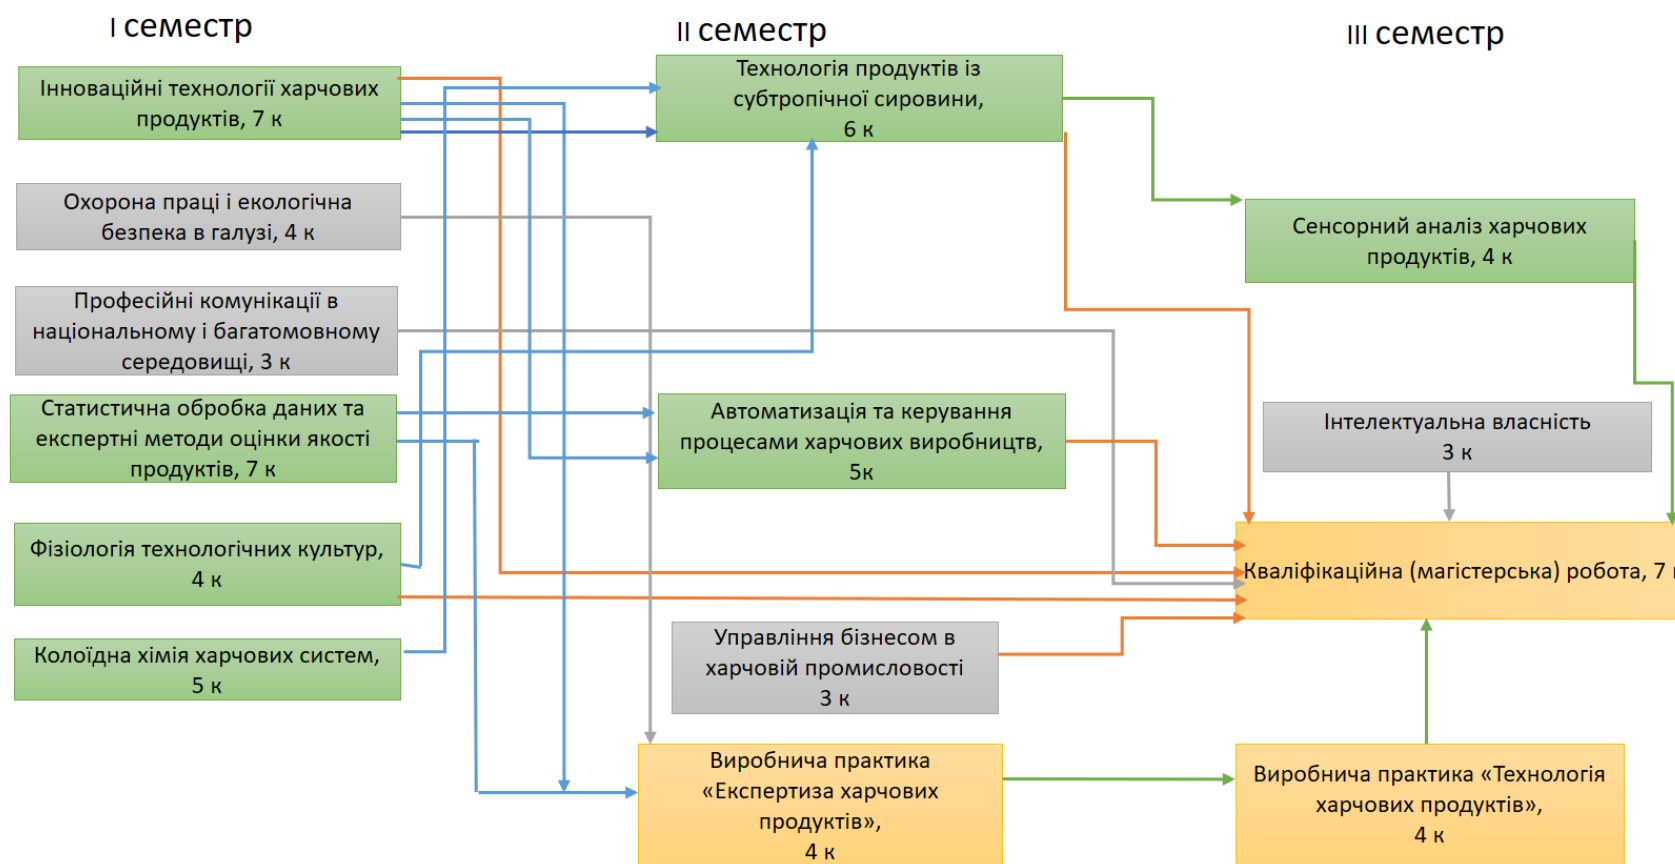 I семестр
Інноваційні технології харчових
продуктів, 7 к
Охорона праці і екологічна
безпека в галузі, 4 к
Професійні комунікації в
національному і багатомовному
середовищі, 3 к
Статистична обробка даних та
експертні методи оцінки якості
продуктів, 7 к
Фізіологія технологічних культур,
4 к
Колоїдна хімія харчових систем,
5 к
II семестр
Технологія продуктів із
субтропічної сировини,
6 к
Автоматизація та керування
процесами харчових виробництв,
5к
Управління бізнесом в
харчовій промисловості
3 к
Виробнича практика
«Експертиза харчових
продуктів»,
4 к
III семестр
Сенсорний аналіз харчових
продуктів, 4 к
Інтелектуальна власність
3 к
Кваліфікаційна (магістерська) робота, 7 к
Виробнича практика «Технологія
харчових продуктів»,
4 к